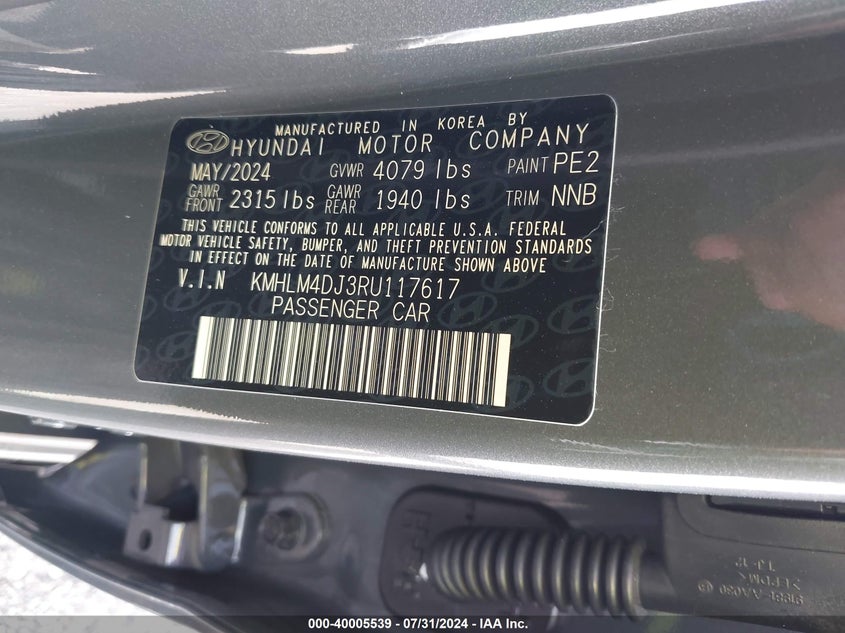 MANUFACTURED IN KOREA BY
HYUNDAI MOTOR COMPANY
MAY/2024 GVWR 4079 lbs PAINT PE2
GAWR FRONT 2315 lbs GAWR REAR 1940 lbs TRIM NNB
THIS VEHICLE CONFORMS TO ALL APPLICABLE U.S.A. FEDERAL
MOTOR VEHICLE SAFETY, BUMPER, AND THEFT PREVENTION STANDARDS
IN EFFECT ON THE DATE OF MANUFACTURE SHOWN ABOVE
V.I.N KMHLM4DJ3RU117617
PASSENGER CAR
>EPDM<
000-40005539 - 07/31/2024 - IAA Inc.